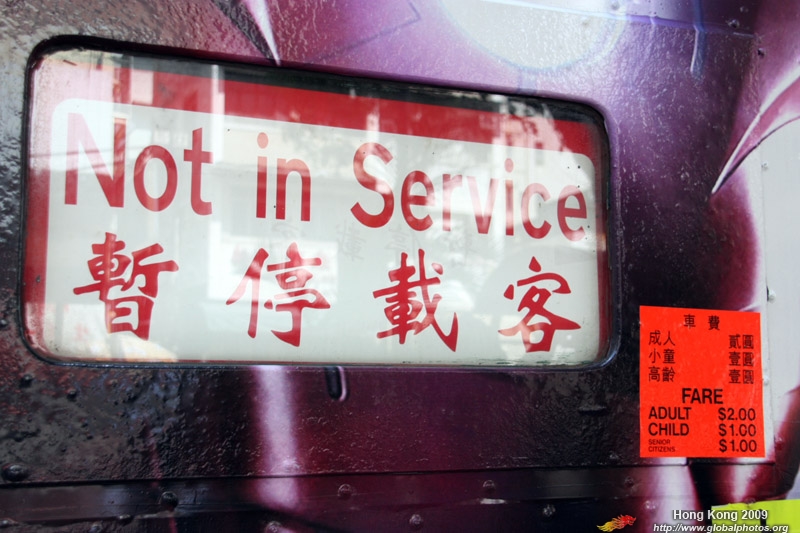 Not in Service
暫停載客
車費
成人 貳圓
小童 壹圓
高齡 壹圓
FARE
ADULT $2.00
CHILD $1.00
SENIOR CITIZENS $1.00
Hong Kong 2009
http://www.globalphotos.org